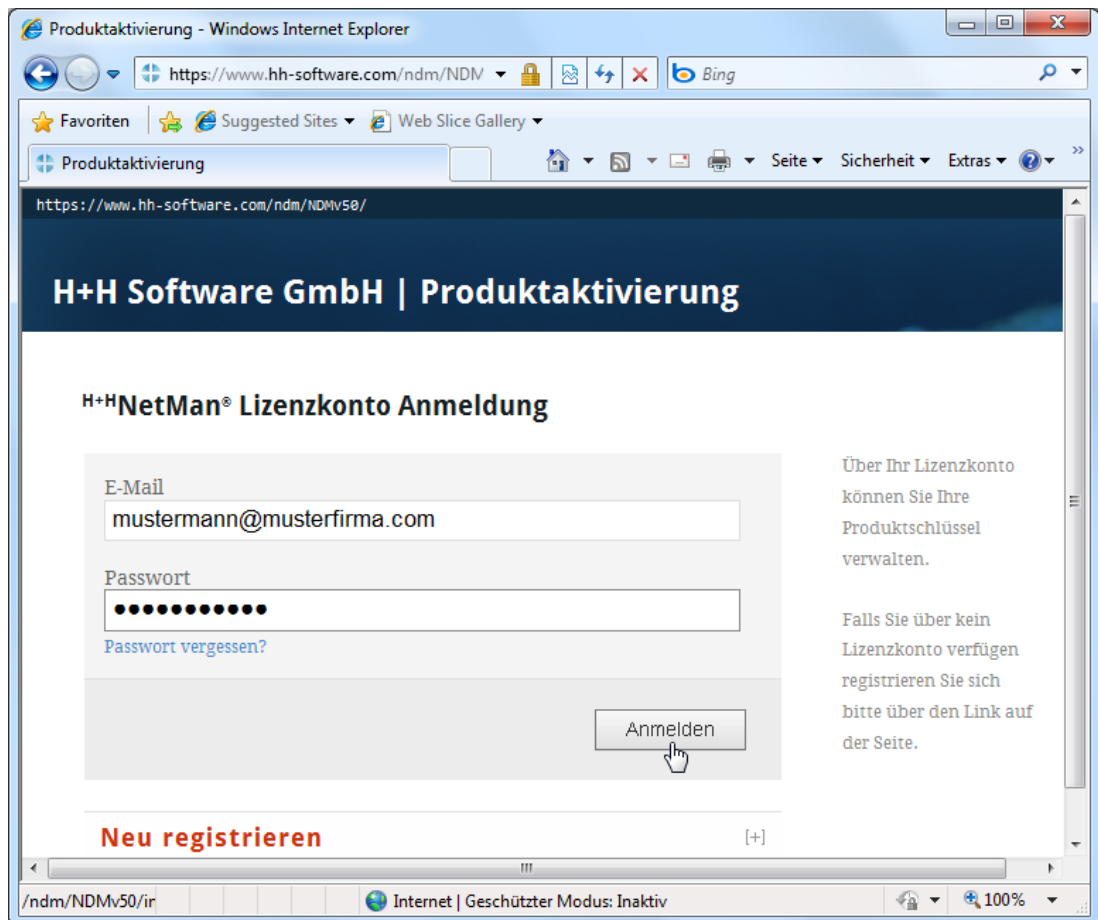 Produktaktivierung - Windows Internet Explorer
https://www.hh-software.com/ndm/NDM
Bing
Favoriten
Suggested Sites
Web Slice Gallery
Produktaktivierung
Seite
Sicherheit
Extras
https://www.hh-software.com/ndm/NDMv50/
H+H Software GmbH | Produktaktivierung
H+HNetMan® Lizenzkonto Anmeldung
E-Mail
mustermann@musterfirma.com
Passwort
●●●●●●●●●●●
Passwort vergessen?
Anmelden
Über Ihr Lizenzkonto
können Sie Ihre
Produktschlüssel
verwalten.
Falls Sie über kein
Lizenzkonto verfügen
registrieren Sie sich
bitte über den Link auf
der Seite.
Neu registrieren
[+]
/ndm/NDMv50/in
Internet | Geschützter Modus: Inaktiv
100%